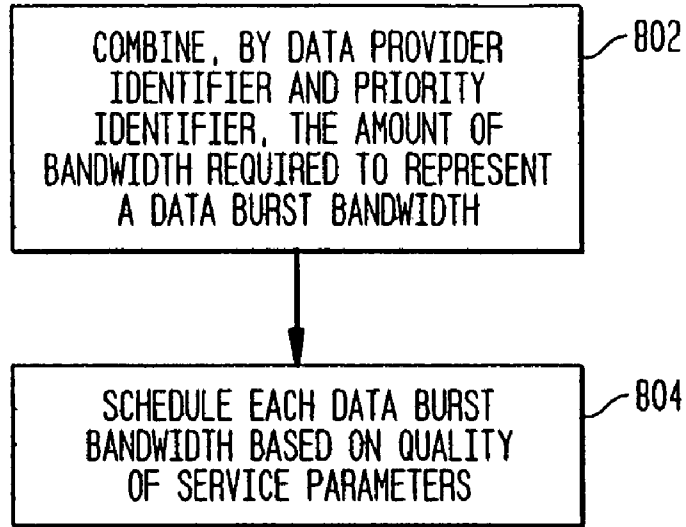 COMBINE, BY DATA PROVIDER
IDENTIFIER AND PRIORITY
IDENTIFIER, THE AMOUNT OF
BANDWIDTH REQUIRED TO REPRESENT
A DATA BURST BANDWIDTH
802
SCHEDULE EACH DATA BURST
BANDWIDTH BASED ON QUALITY
OF SERVICE PARAMETERS
804